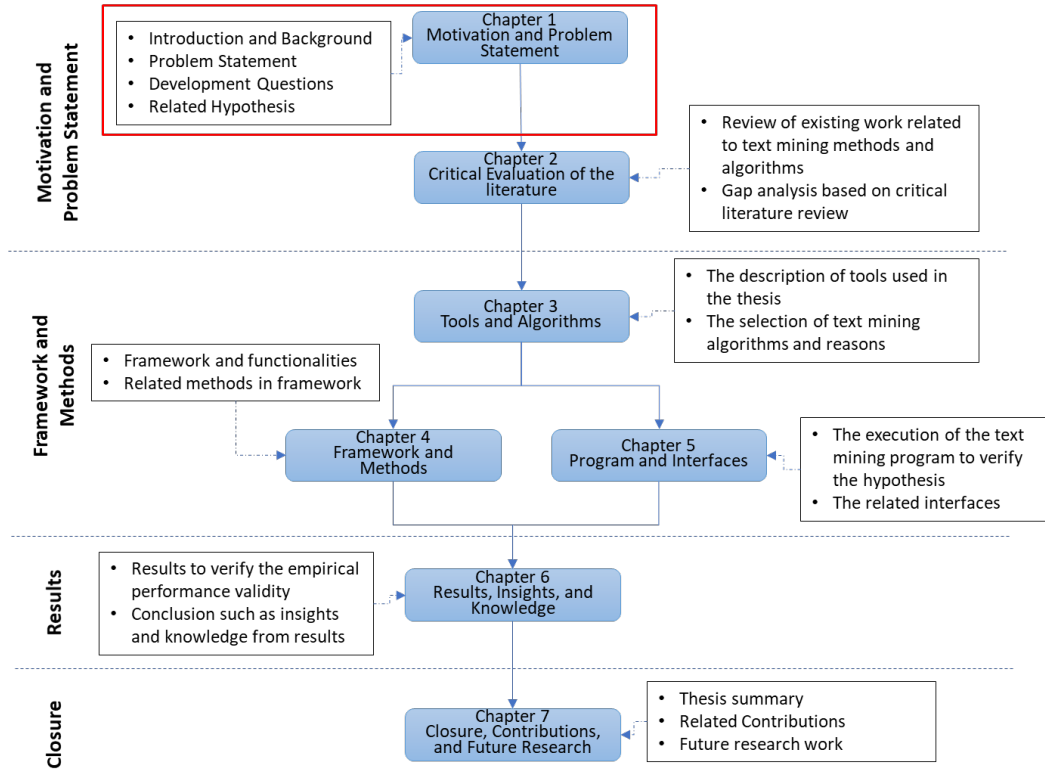 Motivation and
Problem Statement
• Introduction and Background
• Problem Statement
• Development Questions
• Related Hypothesis
Chapter 1
Motivation and Problem
Statement
Chapter 2
Critical Evaluation of the
literature
• Review of existing work related
to text mining methods and
algorithms
• Gap analysis based on critical
literature review
Framework and
Methods
Chapter 3
Tools and Algorithms
• The description of tools used in
the thesis
• The selection of text mining
algorithms and reasons
• Framework and functionalities
• Related methods in framework
Chapter 4
Framework and
Methods
Chapter 5
Program and Interfaces
• The execution of the text
mining program to verify
the hypothesis
• The related interfaces
Results
• Results to verify the empirical
performance validity
• Conclusion such as insights
and knowledge from results
Chapter 6
Results, Insights, and
Knowledge
Closure
Chapter 7
Closure, Contributions,
and Future Research
• Thesis summary
• Related Contributions
• Future research work